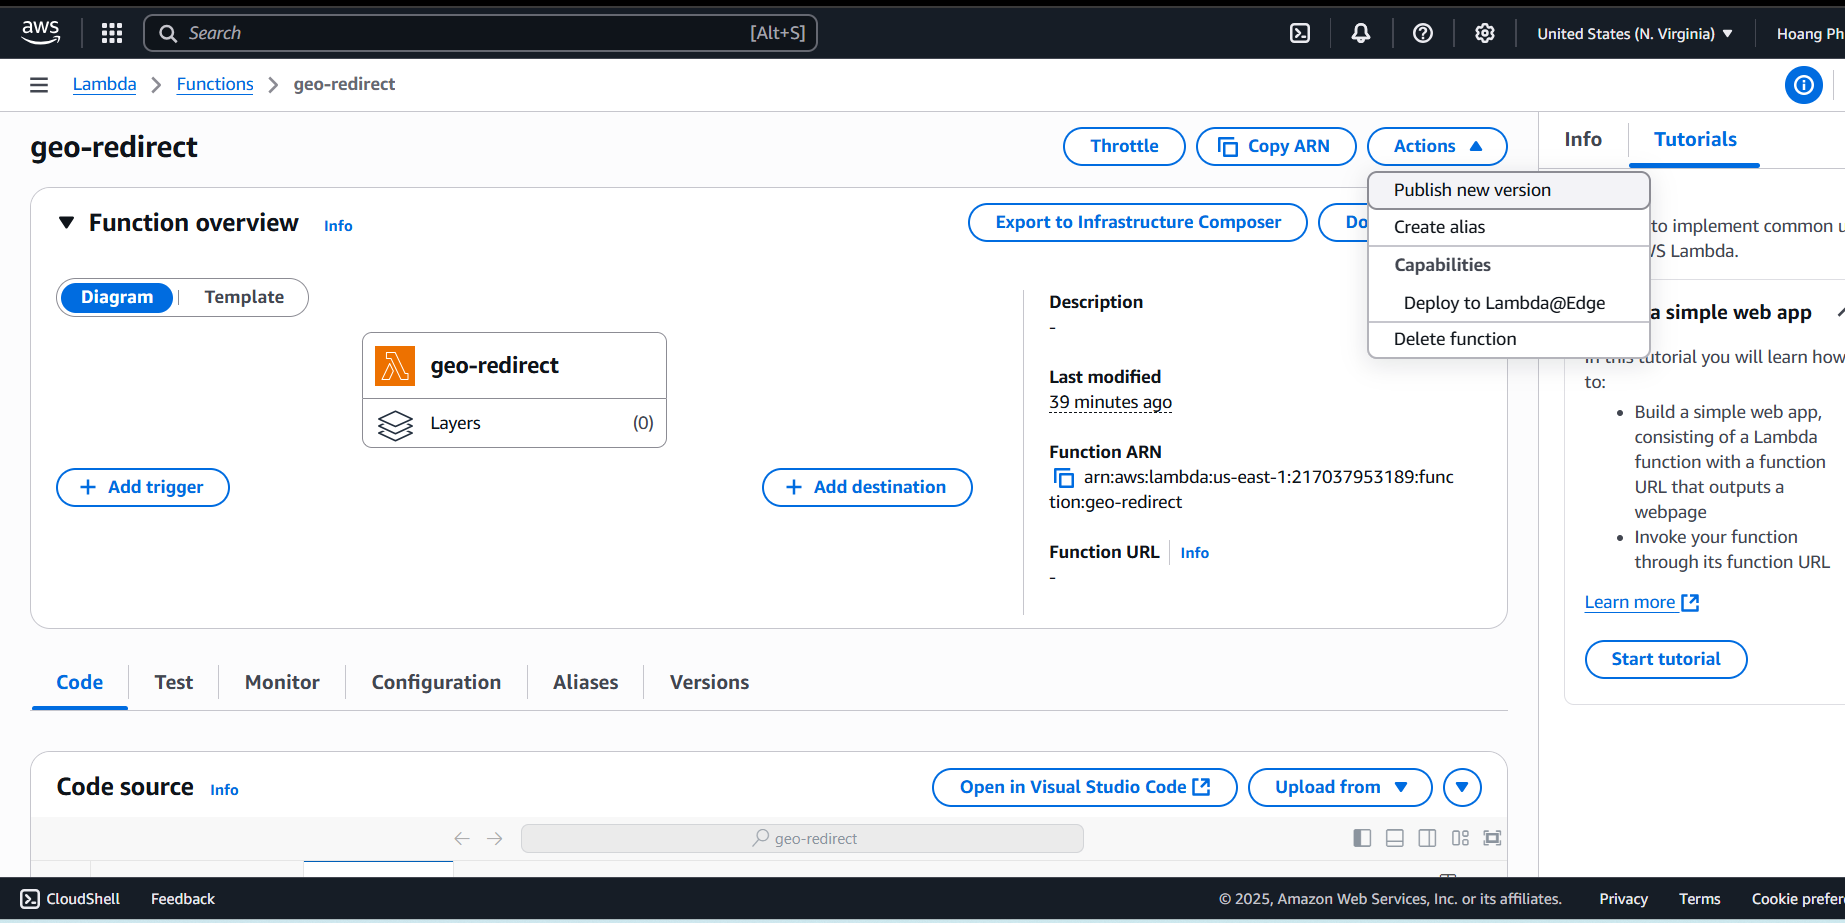 aws
Search
[Alt+S]
United States (N. Virginia)
Hoang Ph
Lambda
Functions
geo-redirect
geo-redirect
Throttle
Copy ARN
Actions
Info
Tutorials
Publish new version
Create alias
Capabilities
Deploy to Lambda@Edge
Delete function
Function overview
Info
Export to Infrastructure Composer
Do
to implement common u
/S Lambda.
Diagram
Template
geo-redirect
Layers
(0)
Add trigger
Add destination
Description
-
Last modified
39 minutes ago
Function ARN
arn:aws:lambda:us-east-1:217037953189:func
tion:geo-redirect
Function URL
Info
-
a simple web app
In this tutorial you will learn how
to:
Build a simple web app,
consisting of a Lambda
function with a function
URL that outputs a
webpage
Invoke your function
through its function URL
Learn more
Start tutorial
Code
Test
Monitor
Configuration
Aliases
Versions
Code source
Info
Open in Visual Studio Code
Upload from
geo-redirect
CloudShell
Feedback
© 2025, Amazon Web Services, Inc. or its affiliates.
Privacy
Terms
Cookie prefer